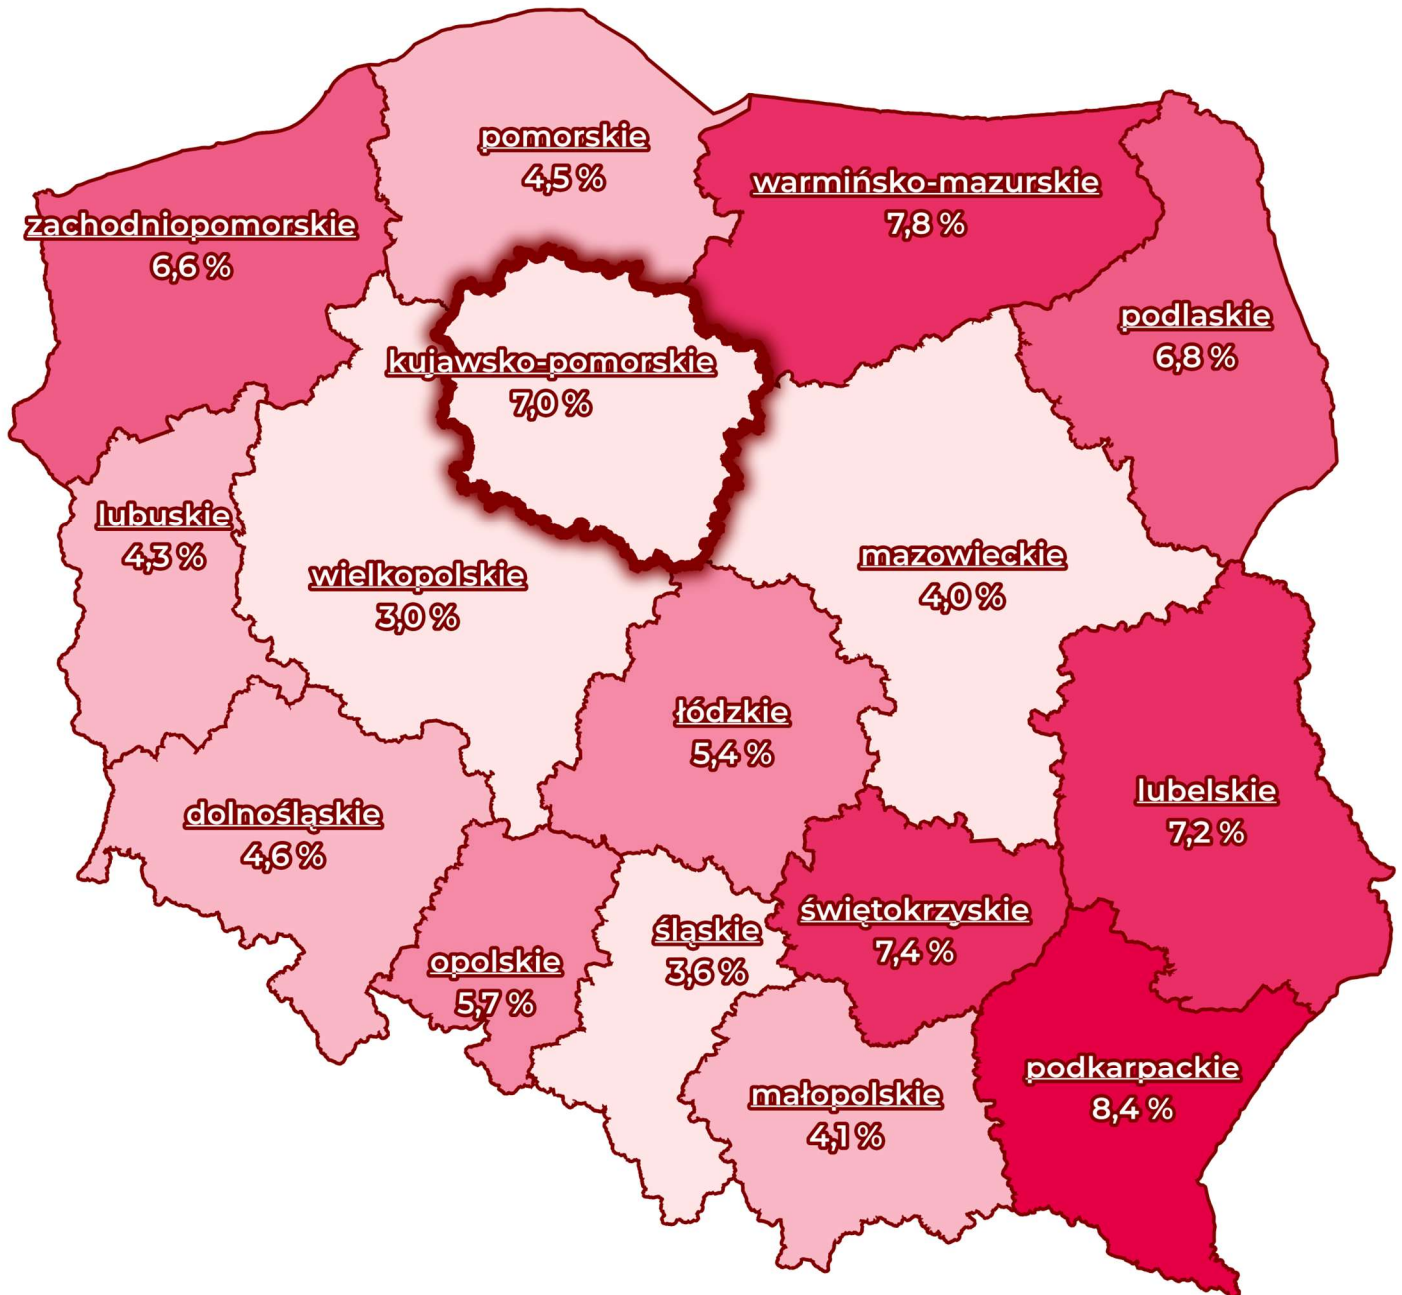 pomorskie
4,5 %
warmińsko-mazurskie
7,8 %
zachodniopomorskie
6,6 %
podlaskie
6,8 %
kujawsko-pomorskie
7,0 %
lubuskie
4,3 %
wielkopolskie
3,0 %
mazowieckie
4,0 %
łódzkie
5,4 %
lubelskie
7,2 %
dolnośląskie
4,6 %
świętokrzyskie
7,4 %
śląskie
3,6 %
opolskie
5,7 %
podkarpackie
8,4 %
małopolskie
4,1 %